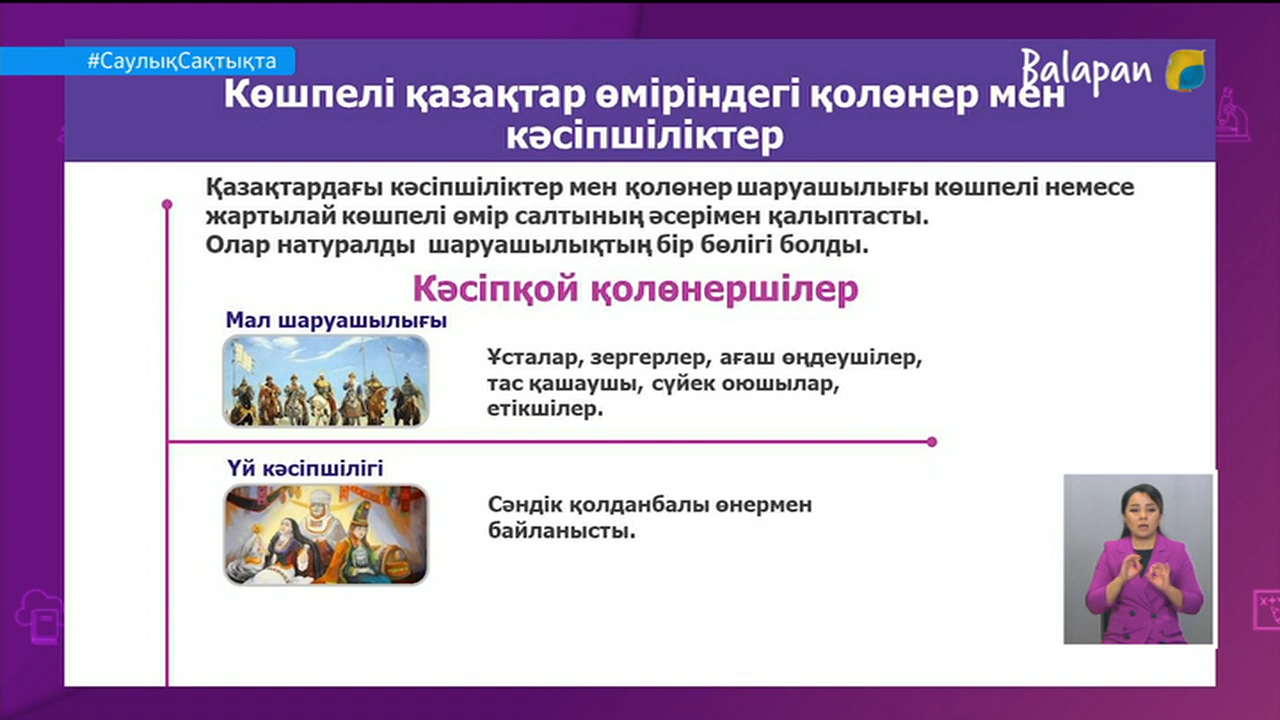 #СаулықСақтықта
Balapan
Көшпелі қазақтар өміріндегі қолөнер мен
кәсіпшіліктер
Қазақтардағы кәсіпшіліктер мен қолөнер шаруашылығы көшпелі немесе
жартылай көшпелі өмір салтының әсерімен қалыптасты.
Олар натуралды шаруашылықтың бір бөлігі болды.
Кәсіпқой қолөнершілер
Мал шаруашылығы
Ұсталар, зергерлер, ағаш өңдеушілер,
тас қашаушы, сүйек оюшылар,
етікшілер.
Үй кәсіпшілігі
Сәндік қолданбалы өнермен
байланысты.